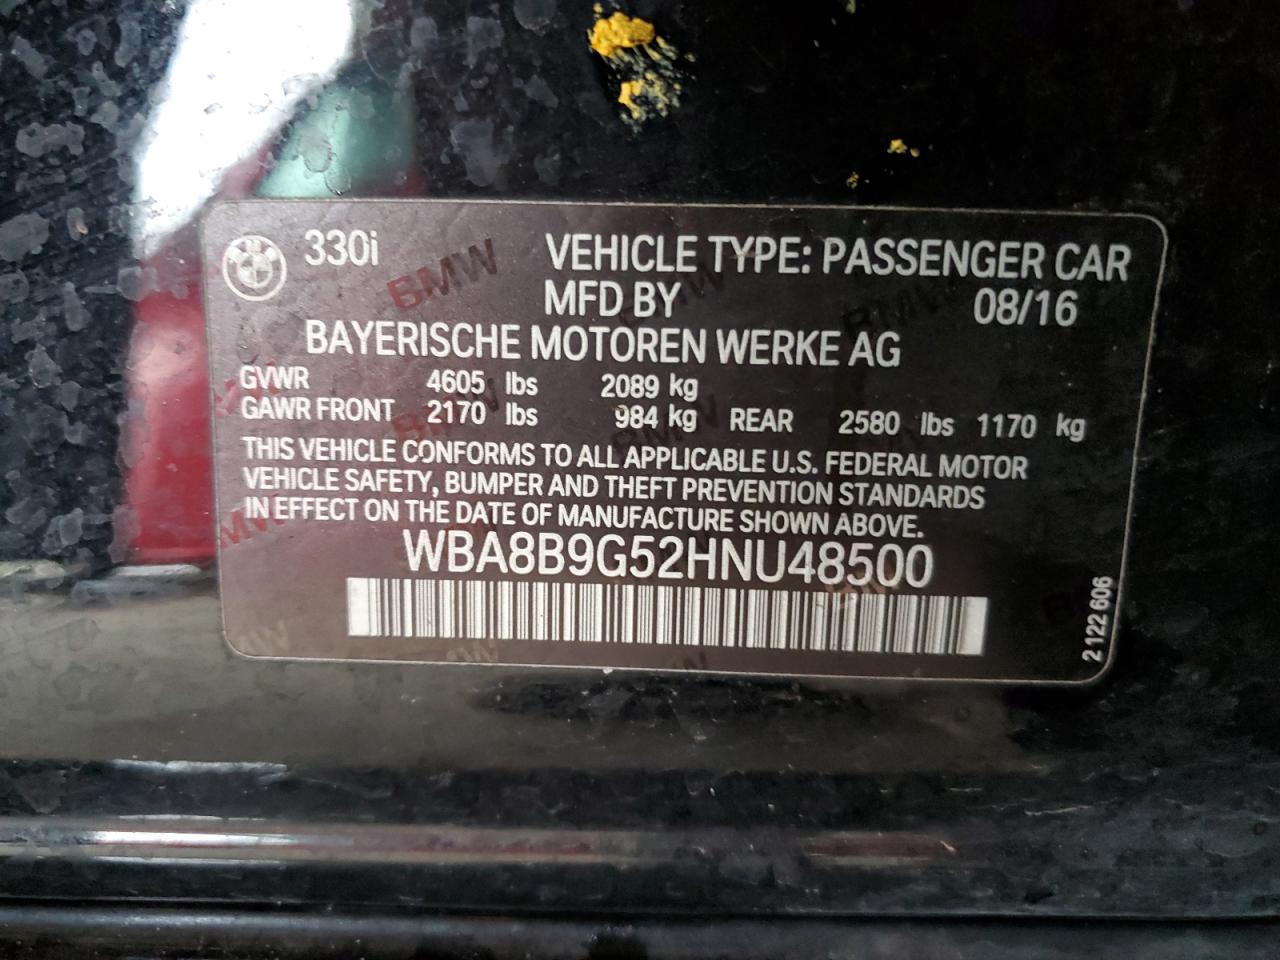 330i VEHICLE TYPE: PASSENGER CAR
MFD BY 08/16
BAYERISCHE MOTOREN WERKE AG
GVWR 4605 lbs 2089 kg
GAWR FRONT 2170 lbs 984 kg REAR 2580 lbs 1170 kg
THIS VEHICLE CONFORMS TO ALL APPLICABLE U.S. FEDERAL MOTOR
VEHICLE SAFETY, BUMPER AND THEFT PREVENTION STANDARDS
IN EFFECT ON THE DATE OF MANUFACTURE SHOWN ABOVE.
WBA8B9G52HNU48500
2 122 606
BMW